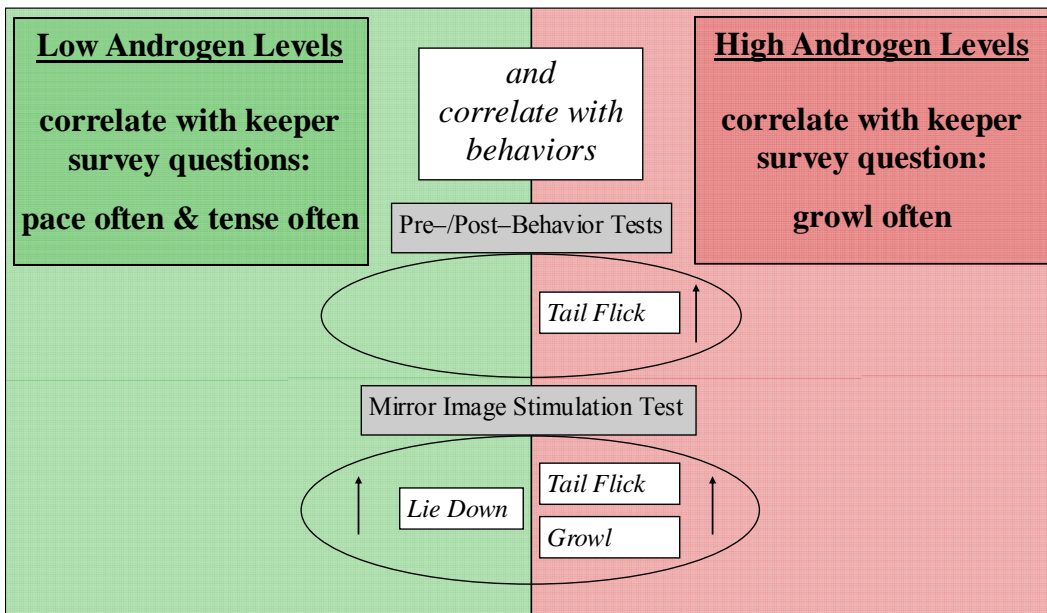 Low Androgen Levels
correlate with keeper
survey questions:
pace often & tense often
and
correlate with
behaviors
High Androgen Levels
correlate with keeper
survey question:
growl often
Pre–/Post–Behavior Tests
Tail Flick
Mirror Image Stimulation Test
Lie Down
Tail Flick
Growl